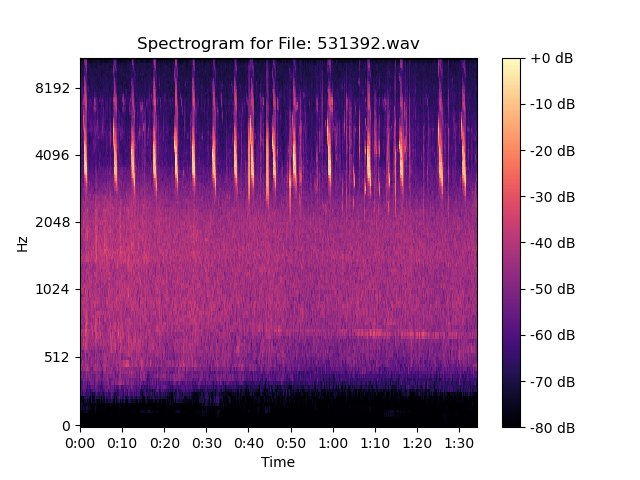 Spectrogram for File: 531392.wav
+0 dB
8192
-10 dB
4096
-20 dB
-30 dB
2048
Hz
-40 dB
1024
-50 dB
512
-60 dB
-70 dB
0
-80 dB
0:00 0:10 0:20 0:30 0:40 0:50 1:00 1:10 1:20 1:30
Time